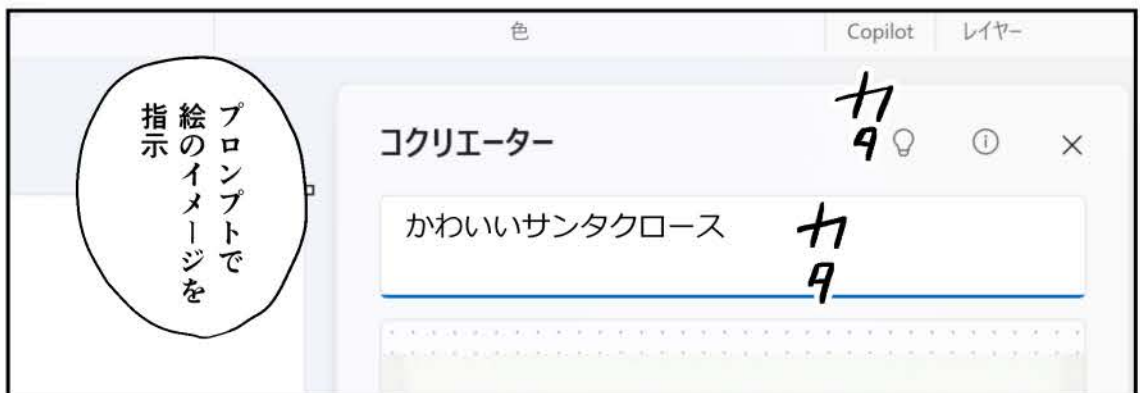 色
Copilot
レイヤー
プロンプトで
絵のイメージを
指示
コクリエーター
カタ
かわいいサンタクロース
カタ